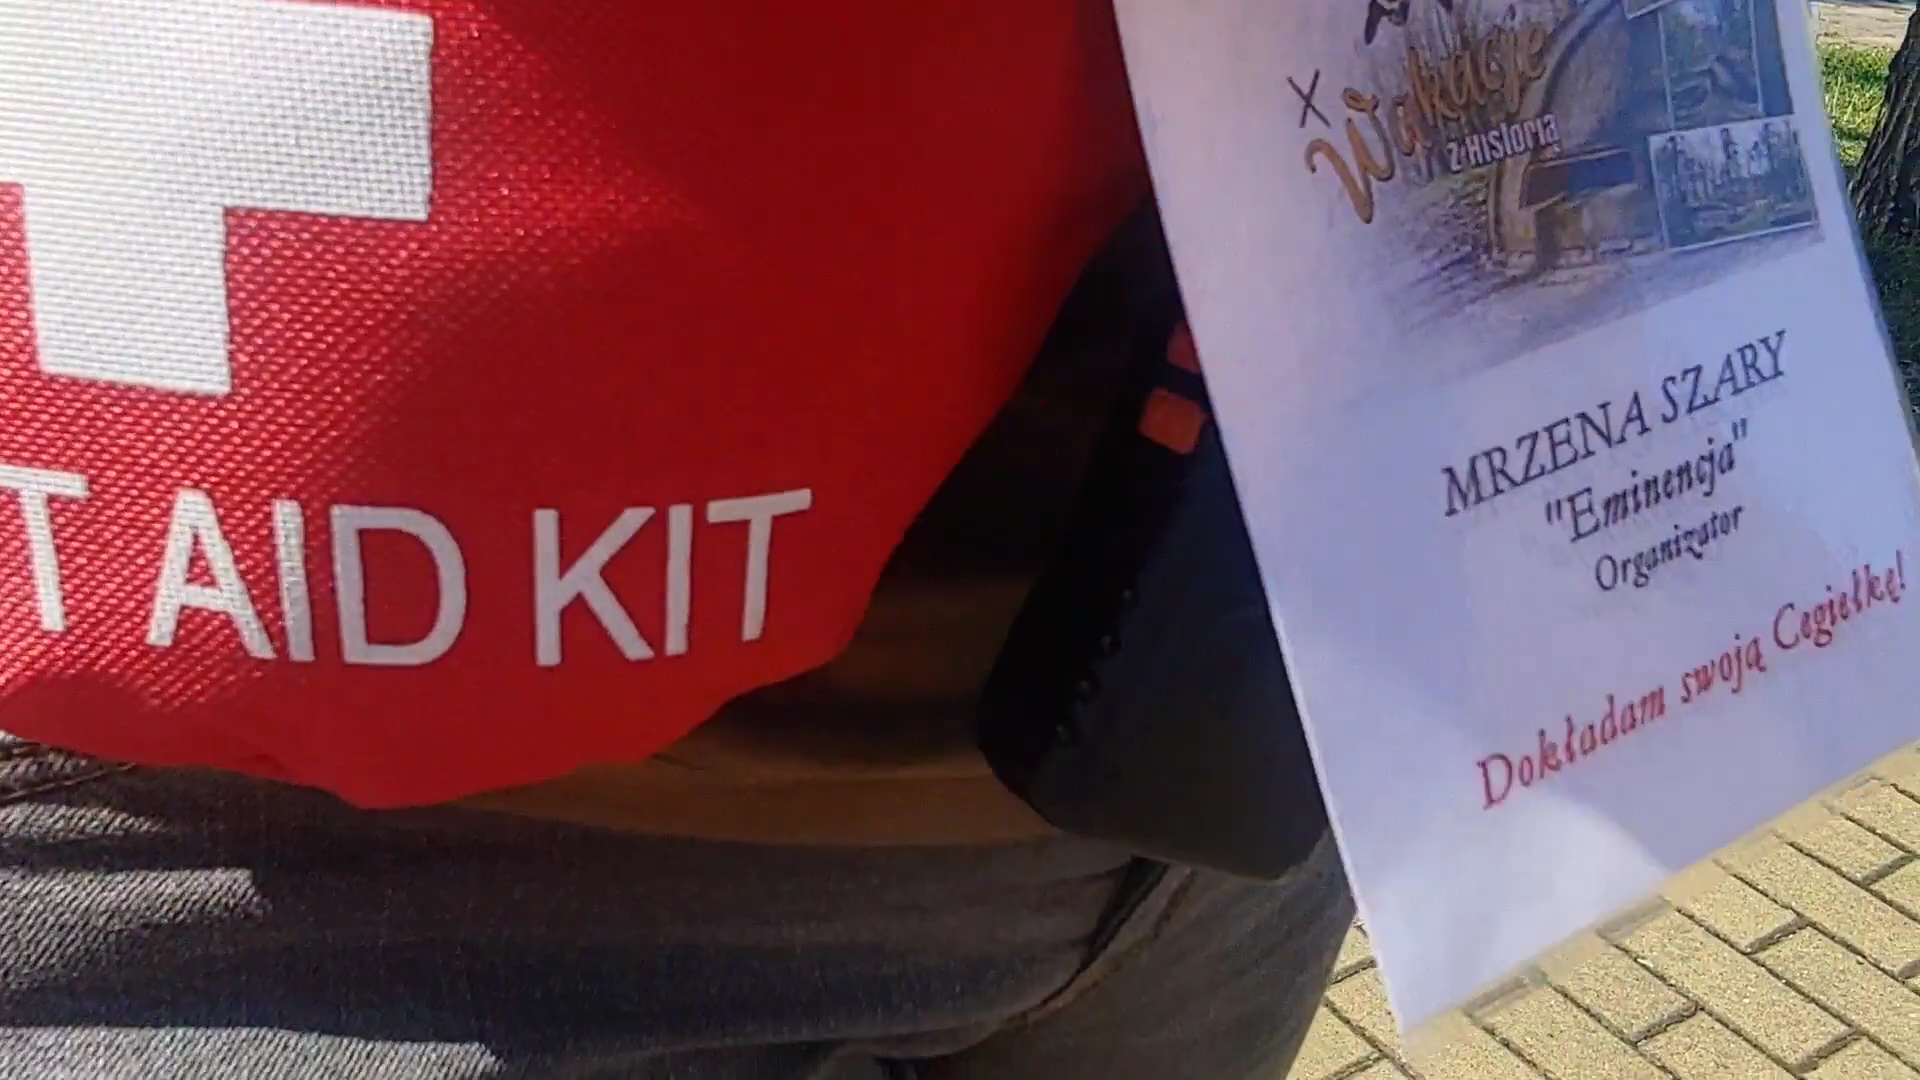 T AID KIT
X Wakacje
z Historią
MRZENA SZARY
"Eminencja"
Organizator
Dokładam swoją Cegiełkę!